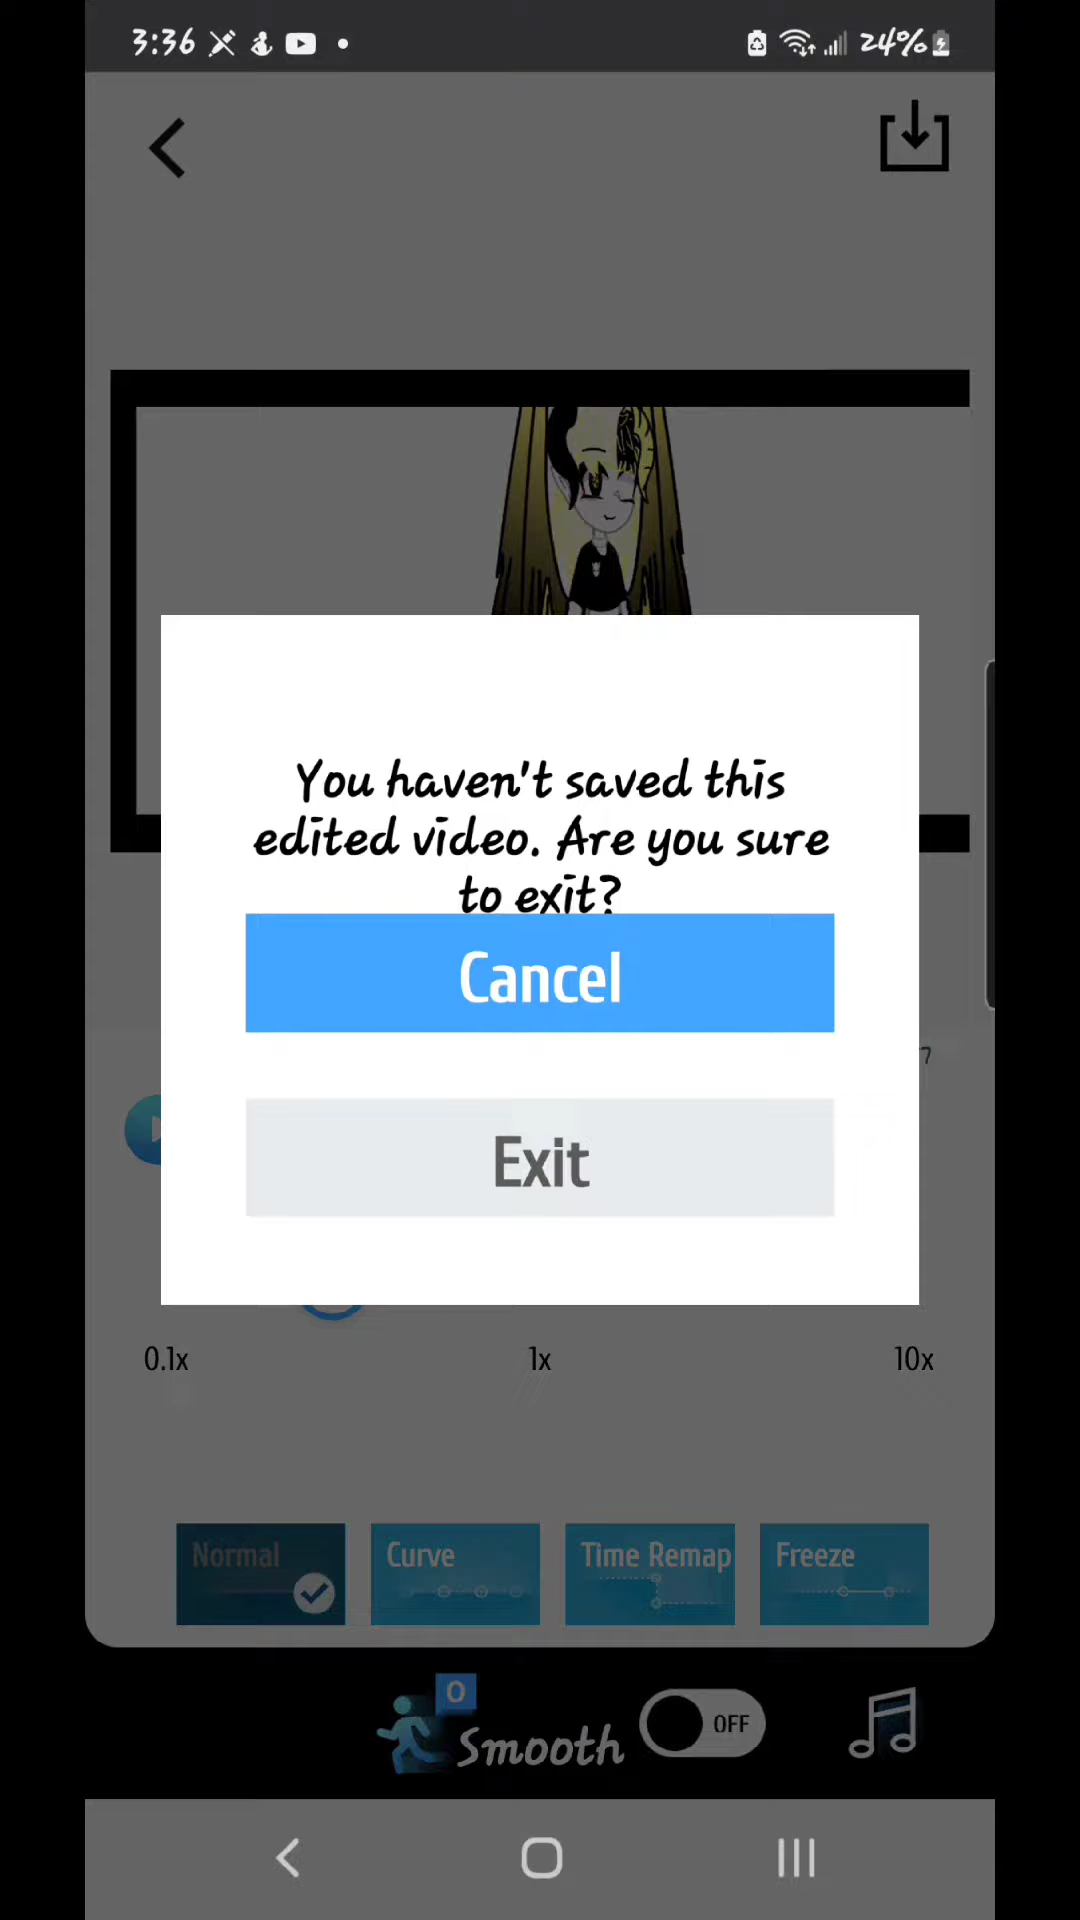 3:36
24%
You haven't saved this
edited video. Are you sure
to exit?
Cancel
7
Exit
0.1x
1x
10x
Normal
Curve
Time Remap
Freeze
Smooth
OFF